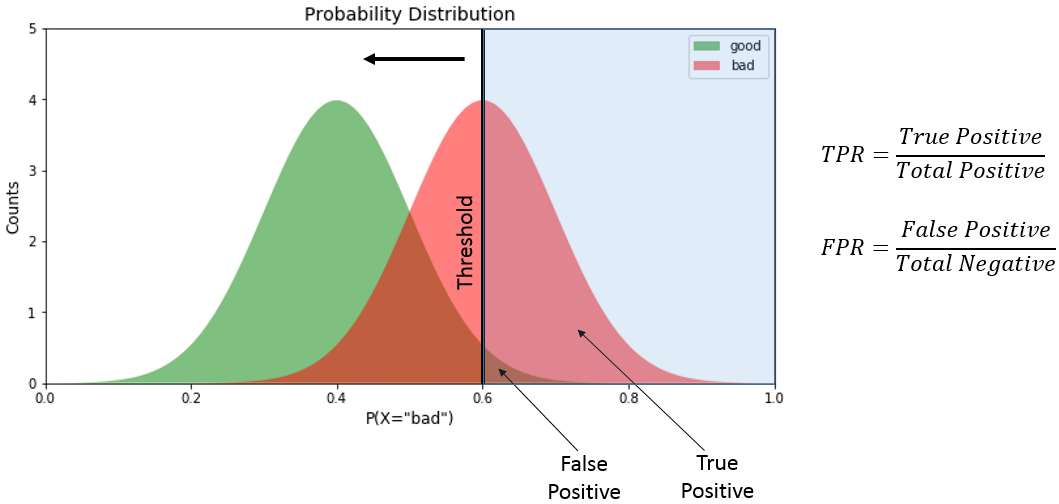 Probability Distribution
5
4
3
2
1
0
Counts
good
bad
Threshold
0.0 0.2 0.4 0.6 0.8 1.0
P(X="bad")
False
Positive
True
Positive
TPR = True Positive / Total Positive
FPR = False Positive / Total Negative